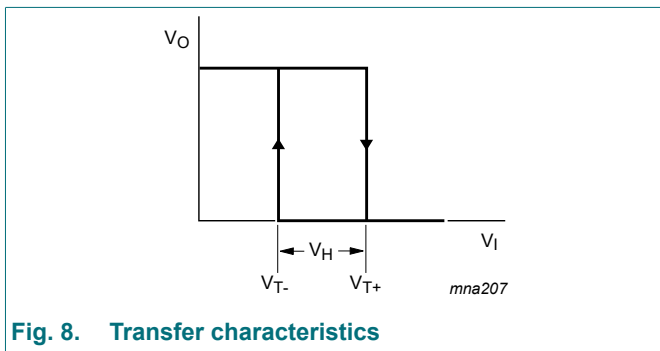 VO
VH
VI
VT-
VT+
mna207
Fig. 8. Transfer characteristics